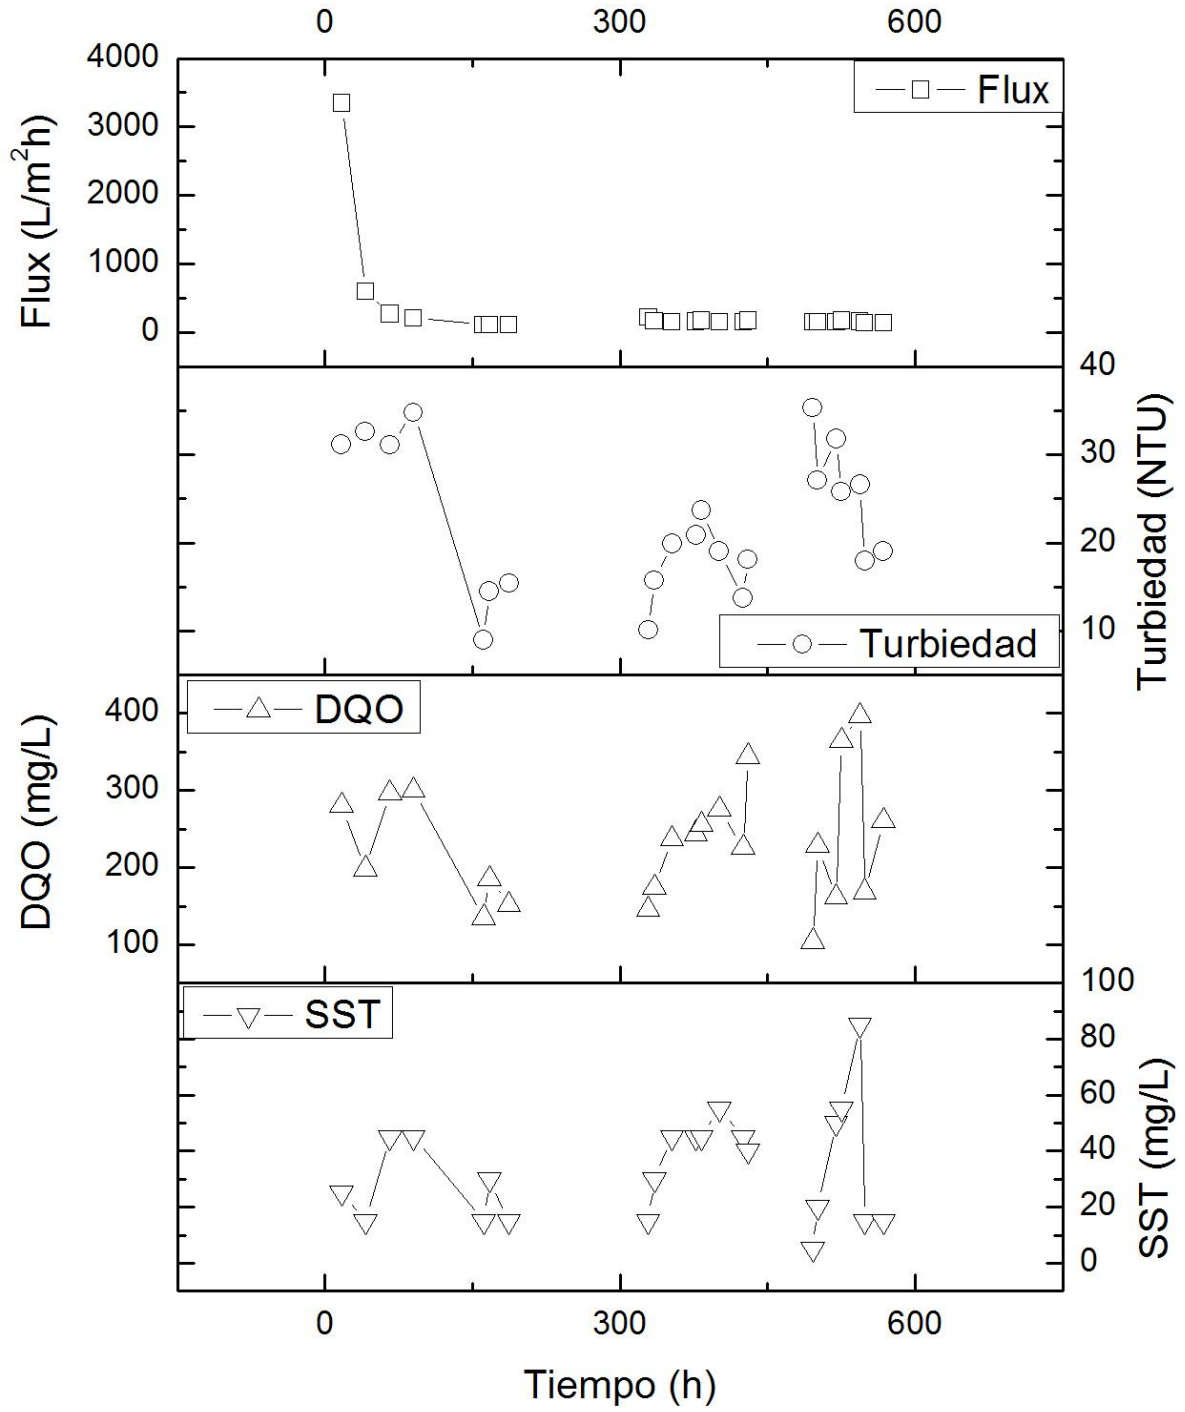 0 300 600
4000
3000
2000
1000
0
Flux (L/m²h)
Flux
40
30
20
10
Turbiedad (NTU)
Turbiedad
400
300
200
100
DQO (mg/L)
DQO
100
80
60
40
20
0
SST (mg/L)
SST
0 300 600
Tiempo (h)